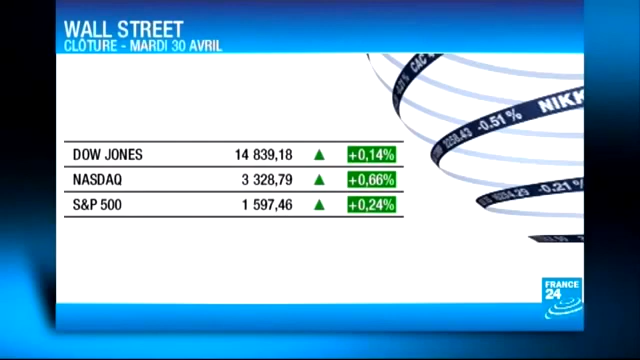 WALL STREET
CLÔTURE - MARDI 30 AVRIL
DOW JONES 14 839,18 ▲ +0,14%
NASDAQ 3 328,79 ▲ +0,66%
S&P 500 1 597,46 ▲ +0,24%
CAC
-0.51% NIKK
-0.21%
FRANCE
24